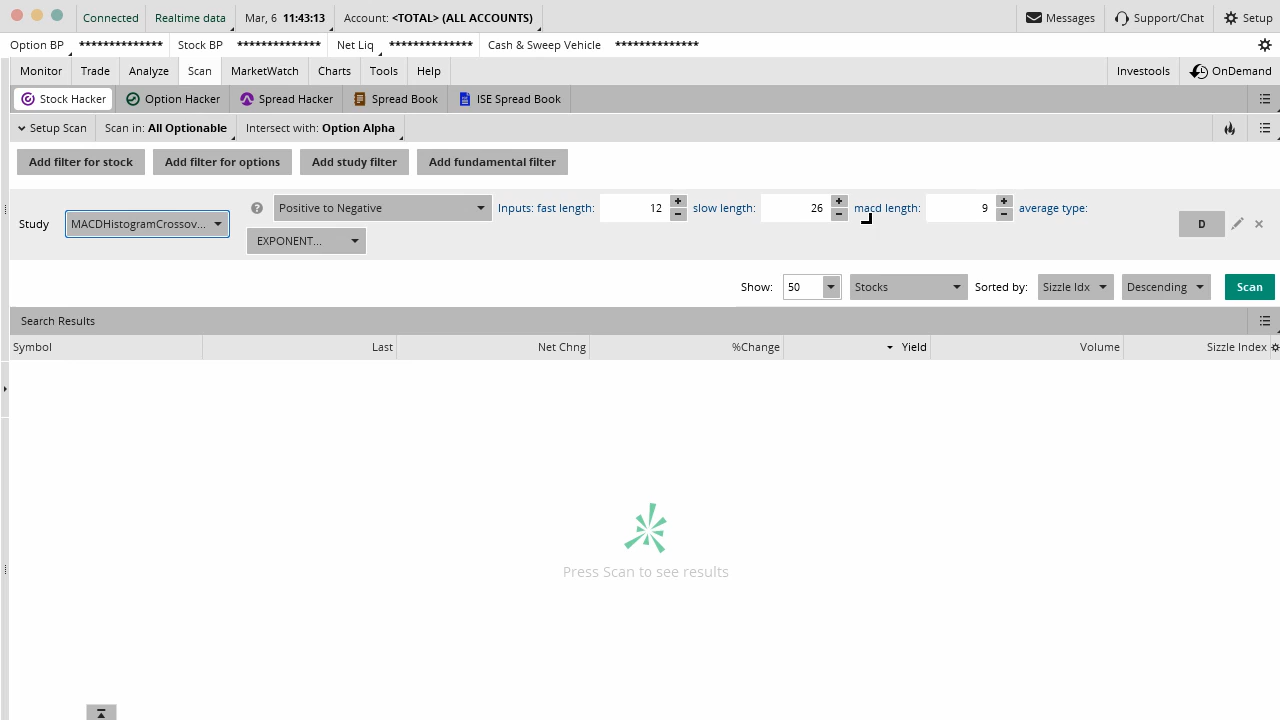 Connected Realtime data Mar, 6 11:43:13 Account: <TOTAL> (ALL ACCOUNTS) Messages Support/Chat Setup
Option BP ************** Stock BP ************** Net Liq ************** Cash & Sweep Vehicle **************
Monitor Trade Analyze Scan MarketWatch Charts Tools Help Investools OnDemand
Stock Hacker Option Hacker Spread Hacker Spread Book ISE Spread Book
Setup Scan Scan in: All Optionable Intersect with: Option Alpha
Add filter for stock Add filter for options Add study filter Add fundamental filter
Study MACDHistogramCrossov... ? Positive to Negative Inputs: fast length: 12 slow length: 26 macd length: 9 average type:
EXPONENT... D
Show: 50 Stocks Sorted by: Sizzle Idx Descending Scan
Search Results
Symbol Last Net Chng %Change Yield Volume Sizzle Index
Press Scan to see results